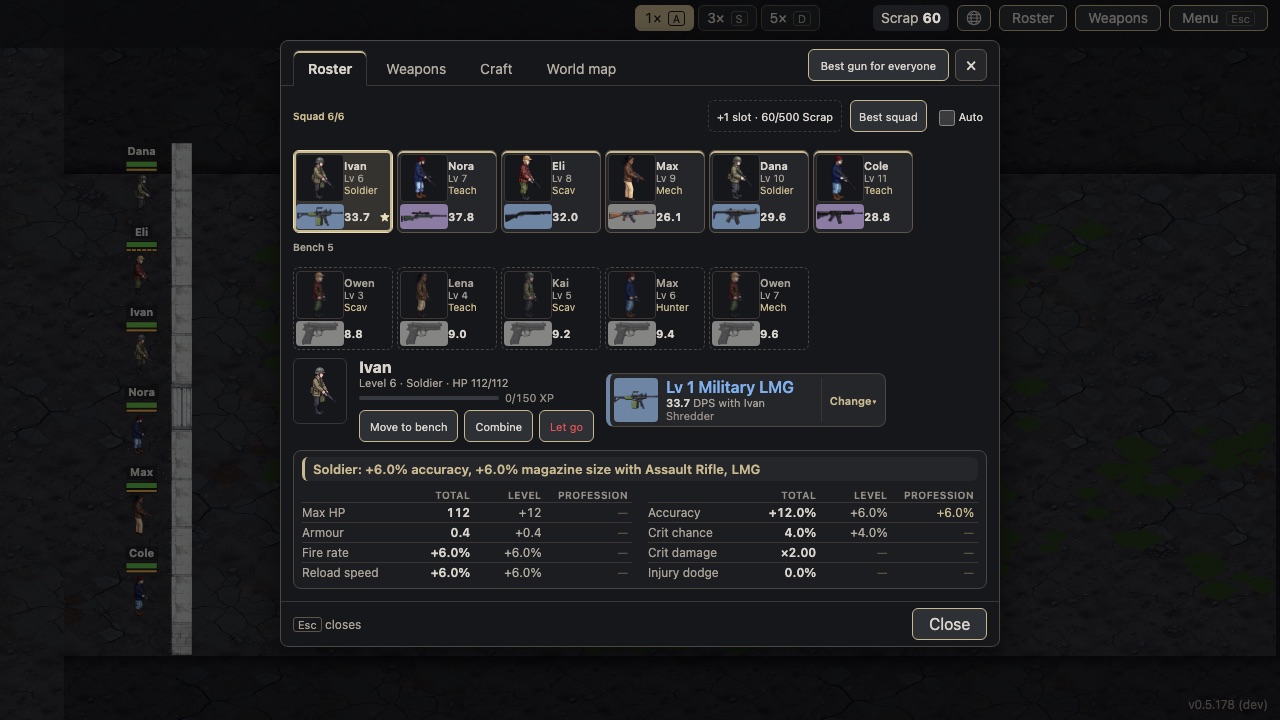 1× A 3× S 5× D Scrap 60 Roster Weapons Menu Esc
Roster Weapons Craft World map Best gun for everyone ×
Squad 6/6 +1 slot · 60/500 Scrap Best squad Auto
Dana
Eli
Ivan
Nora
Max
Cole
Ivan
Lv 6
Soldier
33.7 ★
Nora
Lv 7
Teach
37.8
Eli
Lv 8
Scav
32.0
Max
Lv 9
Mech
26.1
Dana
Lv 10
Soldier
29.6
Cole
Lv 11
Teach
28.8
Bench 5
Owen
Lv 3
Scav
8.8
Lena
Lv 4
Teach
9.0
Kai
Lv 5
Scav
9.2
Max
Lv 6
Hunter
9.4
Owen
Lv 7
Mech
9.6
Ivan
Level 6 · Soldier · HP 112/112
0/150 XP
Move to bench Combine Let go
Lv 1 Military LMG
33.7 DPS with Ivan
Shredder
Change▾
Soldier: +6.0% accuracy, +6.0% magazine size with Assault Rifle, LMG
TOTAL LEVEL PROFESSION
Max HP 112 +12 —
Armour 0.4 +0.4 —
Fire rate +6.0% +6.0% —
Reload speed +6.0% +6.0% —
TOTAL LEVEL PROFESSION
Accuracy +12.0% +6.0% +6.0%
Crit chance 4.0% +4.0% —
Crit damage ×2.00 — —
Injury dodge 0.0% — —
Esc closes Close
v0.5.178 (dev)